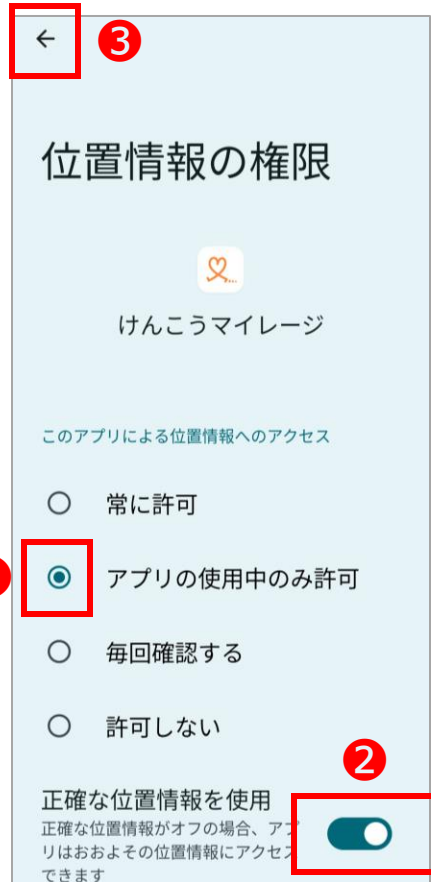 ← ❸
位置情報の権限
けんこうマイレージ
このアプリによる位置情報へのアクセス
常に許可
アプリの使用中のみ許可
毎回確認する
許可しない
❷
正確な位置情報を使用
正確な位置情報がオフの場合、アプ
リはおおよその位置情報にアクセス
できます